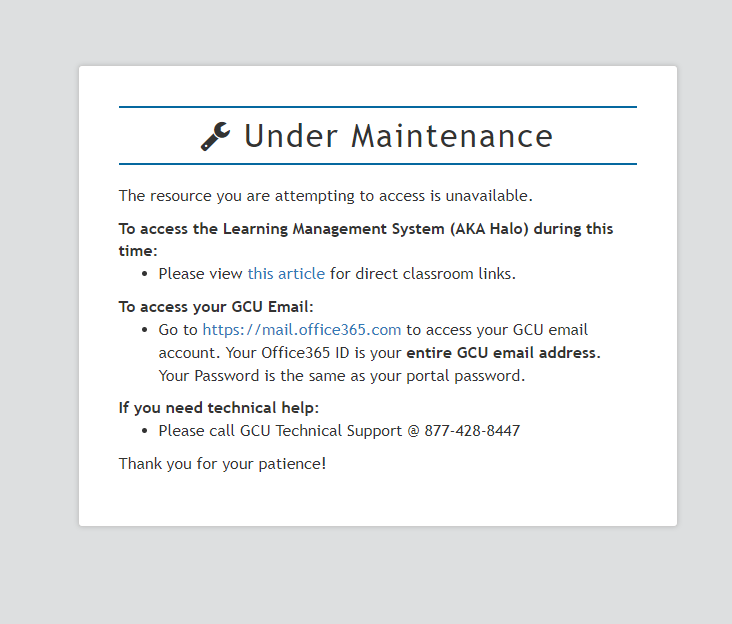 Under Maintenance
The resource you are attempting to access is unavailable.
To access the Learning Management System (AKA Halo) during this
time:
• Please view this article for direct classroom links.
To access your GCU Email:
• Go to https://mail.office365.com to access your GCU email
account. Your Office365 ID is your entire GCU email address.
Your Password is the same as your portal password.
If you need technical help:
• Please call GCU Technical Support @ 877-428-8447
Thank you for your patience!